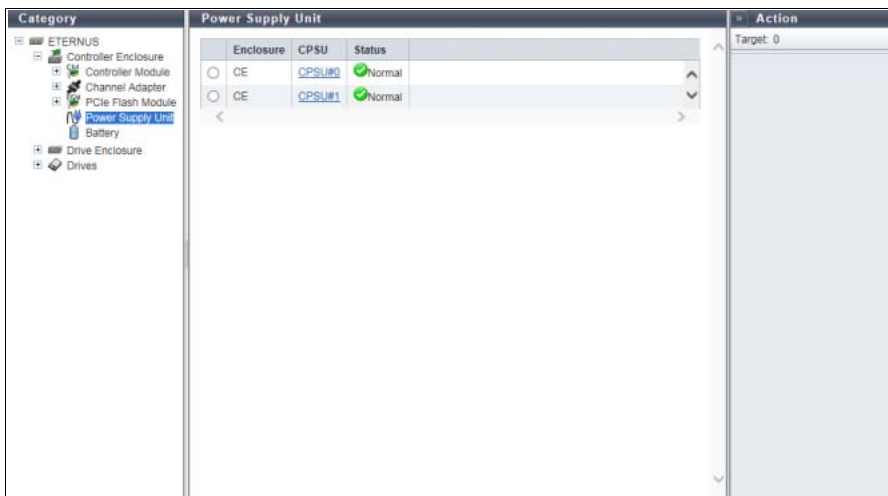 Category
ETERNUS
Controller Enclosure
Controller Module
Channel Adapter
PCIe Flash Module
Power Supply Unit
Battery
Drive Enclosure
Drives
Power Supply Unit
Enclosure CPSU Status
CE CPSU#0 Normal
CE CPSU#1 Normal
» Action
Target: 0